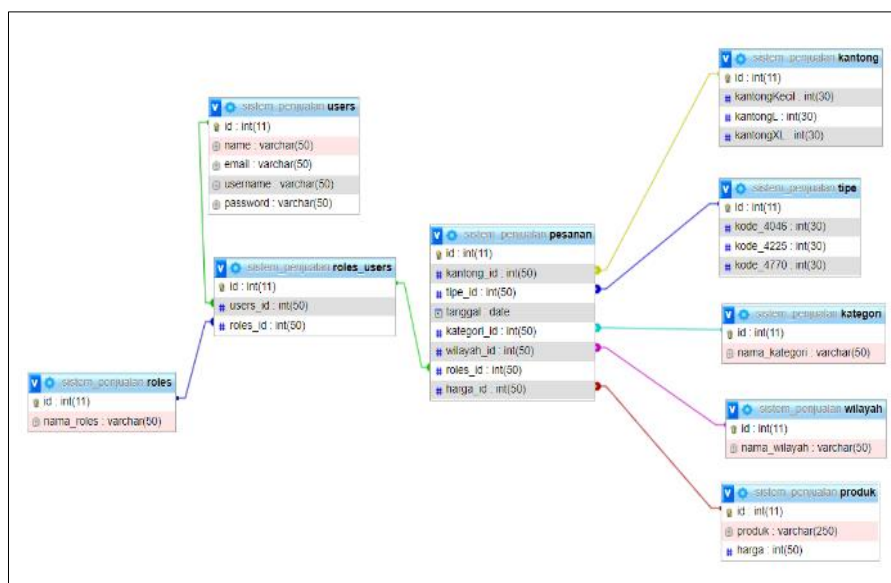 sistem_penjualan users
id : int(11)
name : varchar(50)
email : varchar(50)
username : varchar(50)
password : varchar(50)
sistem_penjualan roles_users
id : int(11)
users_id : int(50)
roles_id : int(50)
sistem_penjualan roles
id : int(11)
nama_roles : varchar(50)
sistem_penjualan pesanan
id : int(11)
kantong_id : int(50)
tipe_id : int(50)
tanggal : date
kategori_id : int(50)
wilayah_id : int(50)
roles_id : int(50)
harga_id : int(50)
sistem_penjualan kantong
id : int(11)
kantongKecil : int(30)
kantongL : int(30)
kantongXL : int(30)
sistem_penjualan tipe
id : int(11)
kode_4046 : int(30)
kode_4225 : int(30)
kode_4770 : int(30)
sistem_penjualan kategori
id : int(11)
nama_kategori : varchar(50)
sistem_penjualan wilayah
id : int(11)
nama_wilayah : varchar(50)
sistem_penjualan produk
id : int(11)
produk : varchar(250)
harga : int(50)